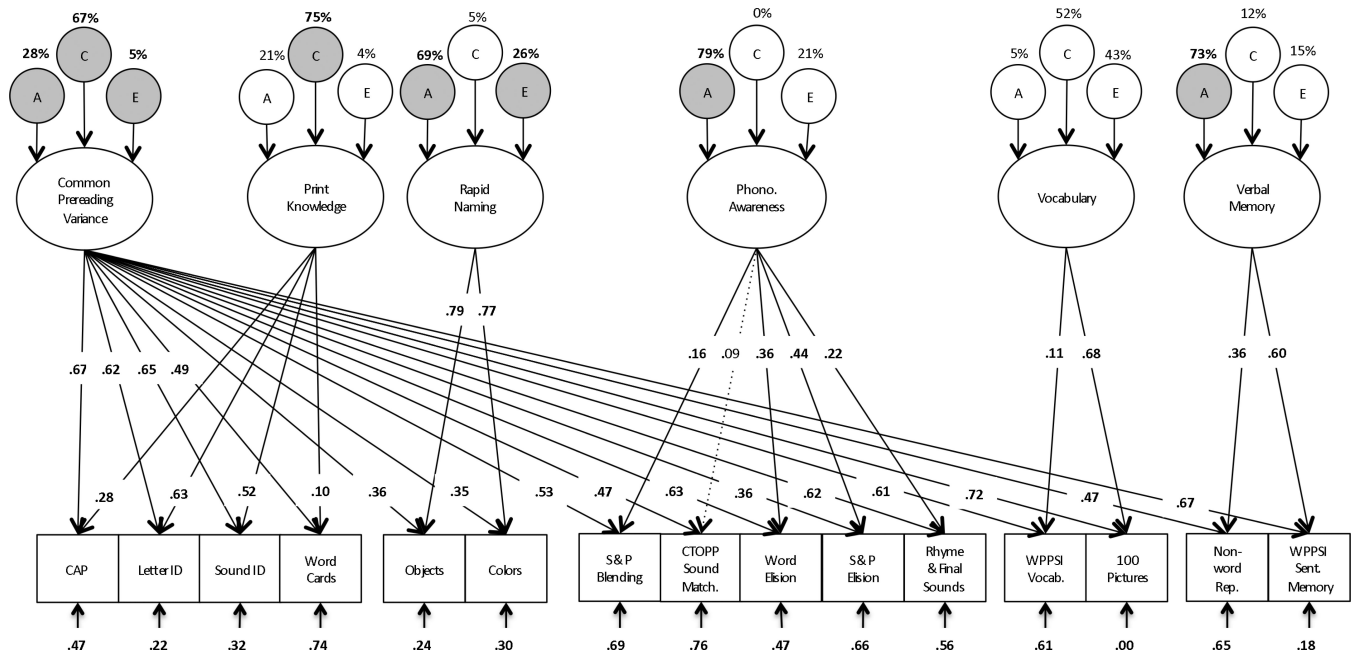 67% 75% 5% 0% 52% 12%
28% C 5% 21% C 4% 69% C 26% 79% C 21% 5% C 43% 73% C 15%
A E A E A E A E A E A E
Common Print Rapid Phono. Vocabulary Verbal
Prereading Knowledge Naming Awareness Memory
Variance
.79 .77
.16 .09 .36 .44 .22 .11 .68 .36 .60
.67 .62 .65 .49
.28 .63 .52 .10 .36 .35 .53 .47 .63 .36 .62 .61 .72 .47 .67
CAP
Letter ID
Sound ID
Word
Cards
Objects
Colors
S & P
Blending
CTOPP
Sound
Match.
Word
Elision
S & P
Elision
Rhyme
& Final
Sounds
WPPSI
Vocab.
100
Pictures
Non-
word
Rep.
WPPSI
Sent.
Memory
.47 .22 .32 .74 .24 .30 .69 .76 .47 .66 .56 .61 .00 .65 .18